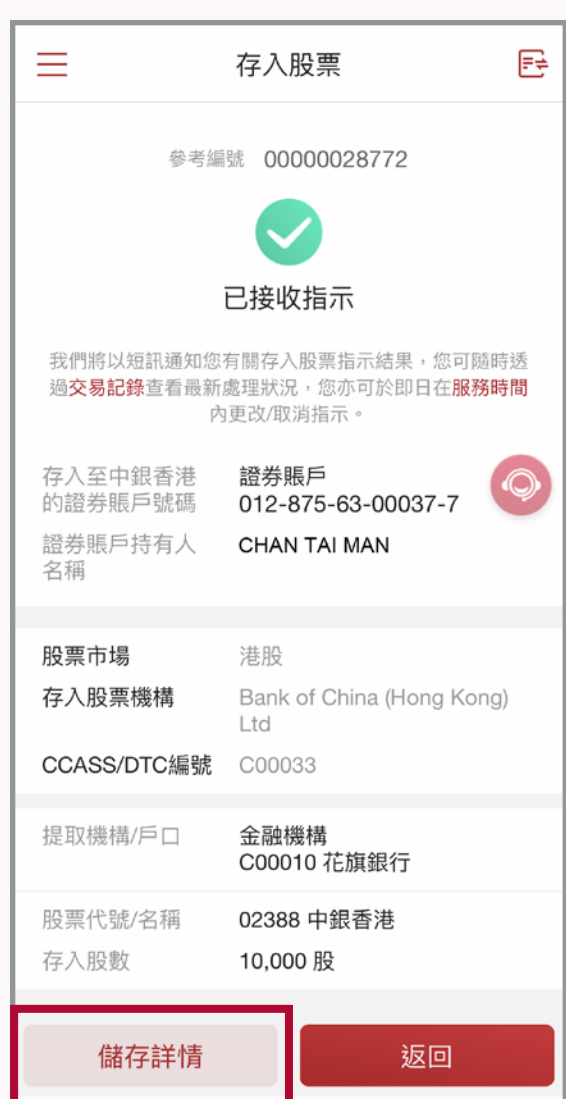 存入股票
參考編號 00000028772
已接收指示
我們將以短訊通知您有關存入股票指示結果，您可隨時透
過交易記錄查看最新處理狀況，您亦可於即日在服務時間
內更改/取消指示。
存入至中銀香港 證券賬戶
的證券賬戶號碼 012-875-63-00037-7
證券賬戶持有人 CHAN TAI MAN
名稱
股票市場 港股
存入股票機構 Bank of China (Hong Kong)
Ltd
CCASS/DTC編號 C00033
提取機構/戶口 金融機構
C00010 花旗銀行
股票代號/名稱 02388 中銀香港
存入股數 10,000 股
儲存詳情 返回